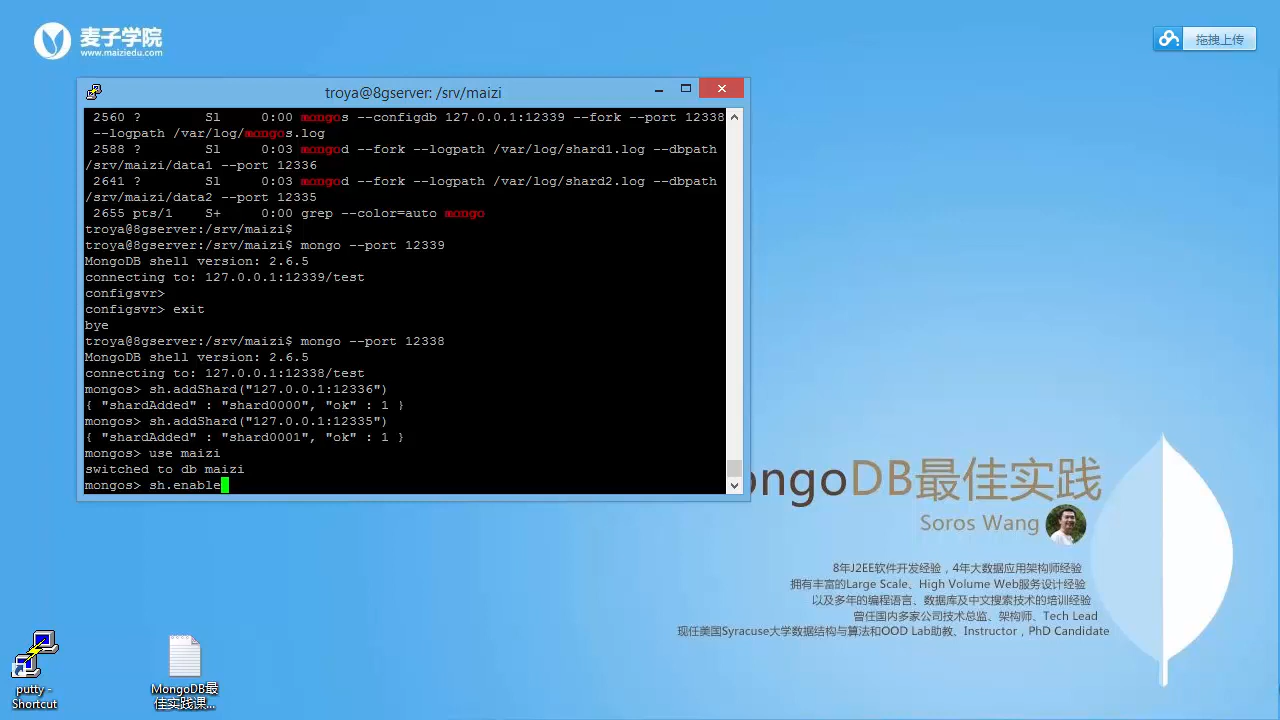 麦子学院
www.maiziedu.com
拖拽上传
troya@8gserver: /srv/maizi
2560 ? Sl 0:00 mongos --configdb 127.0.0.1:12339 --fork --port 12338
--logpath /var/log/mongos.log
2588 ? Sl 0:03 mongod --fork --logpath /var/log/shard1.log --dbpath
/srv/maizi/data1 --port 12336
2641 ? Sl 0:03 mongod --fork --logpath /var/log/shard2.log --dbpath
/srv/maizi/data2 --port 12335
2655 pts/1 S+ 0:00 grep --color=auto mongo
troya@8gserver:/srv/maizi$
troya@8gserver:/srv/maizi$ mongo --port 12339
MongoDB shell version: 2.6.5
connecting to: 127.0.0.1:12339/test
configsvr>
configsvr> exit
bye
troya@8gserver:/srv/maizi$ mongo --port 12338
MongoDB shell version: 2.6.5
connecting to: 127.0.0.1:12338/test
mongos> sh.addShard("127.0.0.1:12336")
{ "shardAdded" : "shard0000", "ok" : 1 }
mongos> sh.addShard("127.0.0.1:12335")
{ "shardAdded" : "shard0001", "ok" : 1 }
mongos> use maizi
switched to db maizi
mongos> sh.enable
ongoDB最佳实践
Soros Wang
8年J2EE软件开发经验，4年大数据应用架构师经验
拥有丰富的Large Scale、High Volume Web服务设计经验
以及多年的编程语言、数据库及中文搜索技术的培训经验
曾任国内多家公司技术总监、架构师、Tech Lead
现任美国Syracuse大学数据结构与算法和OOD Lab助教、Instructor，PhD Candidate
putty -
Shortcut
MongoDB最
佳实践课...